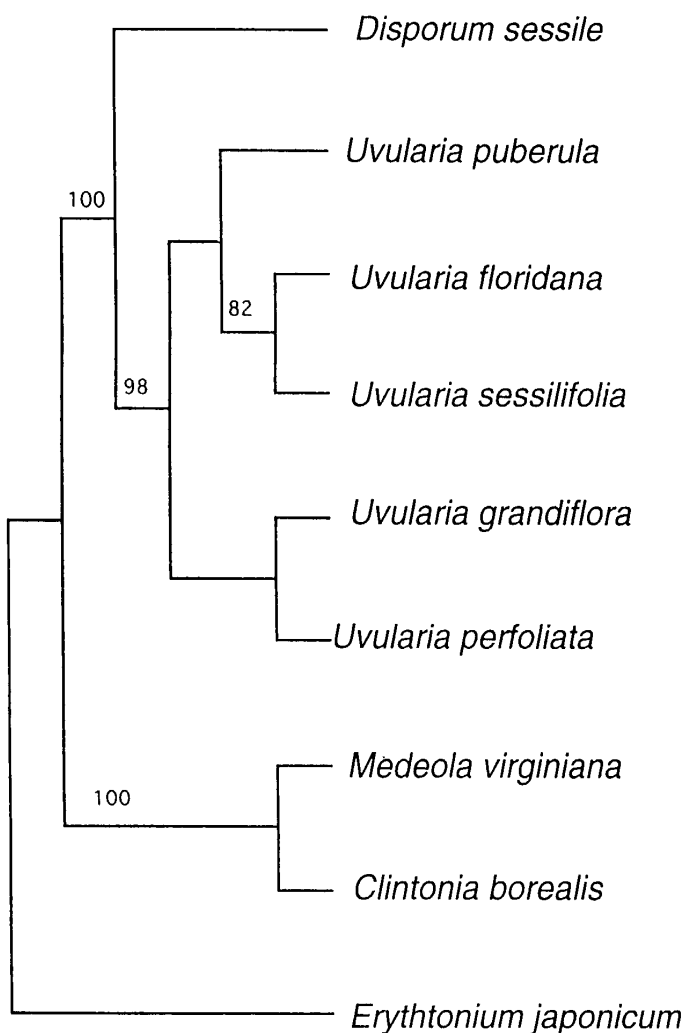 Disporum sessile
Uvularia puberula
100
Uvularia floridana
82
98
Uvularia sessilifolia
Uvularia grandiflora
Uvularia perfoliata
Medeola virginiana
100
Clintonia borealis
Erythtonium japonicum